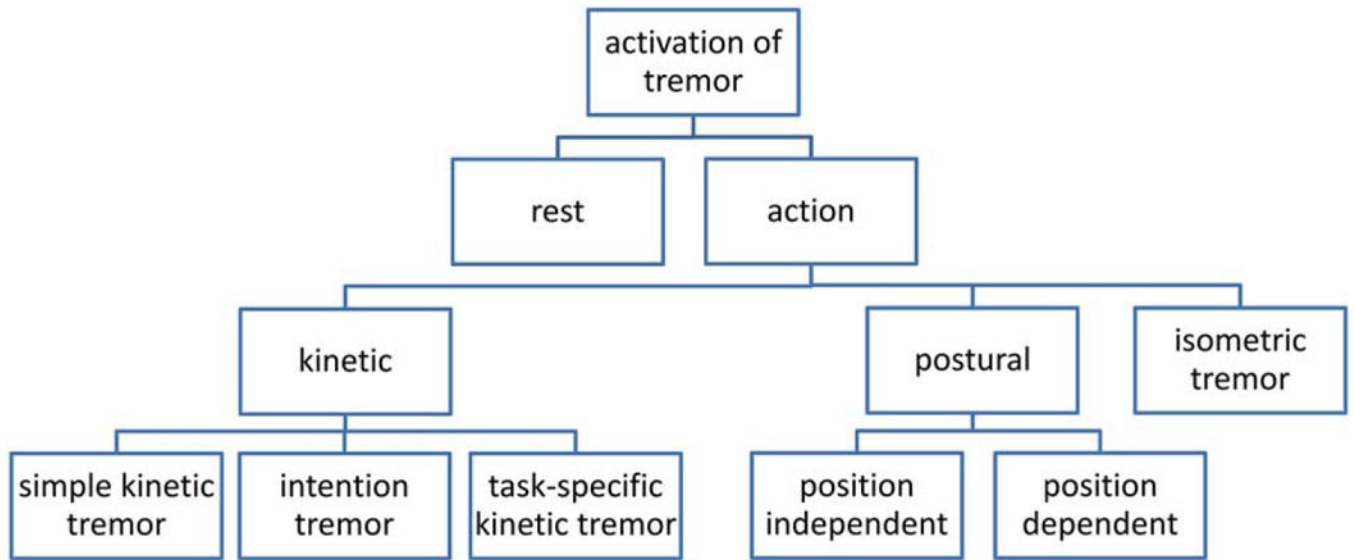 activation of
tremor
rest
action
kinetic
postural
isometric
tremor
simple kinetic
tremor
intention
tremor
task-specific
kinetic tremor
position
independent
position
dependent